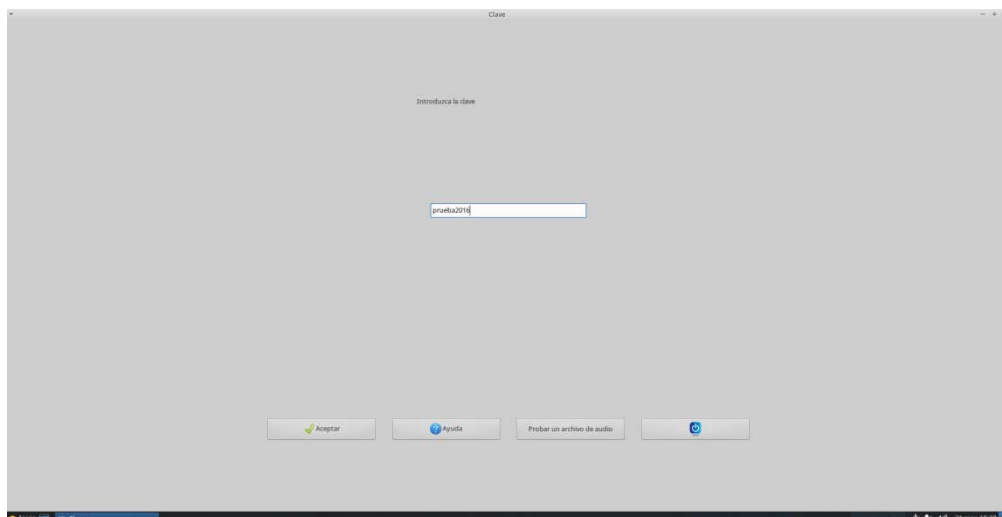 Clave
Introduzca la clave
prueba2016
Aceptar
Ayuda
Probar un archivo de audio